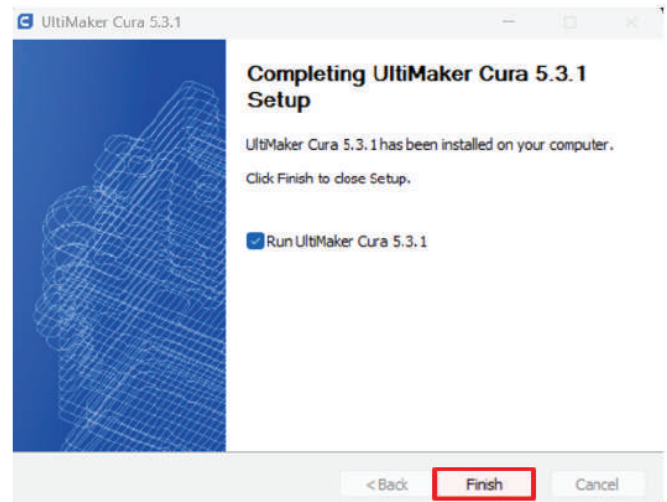 UltiMaker Cura 5.3.1
Completing UltiMaker Cura 5.3.1
Setup
UltiMaker Cura 5.3.1 has been installed on your computer.
Click Finish to close Setup.
Run UltiMaker Cura 5.3.1
< Back Finish Cancel